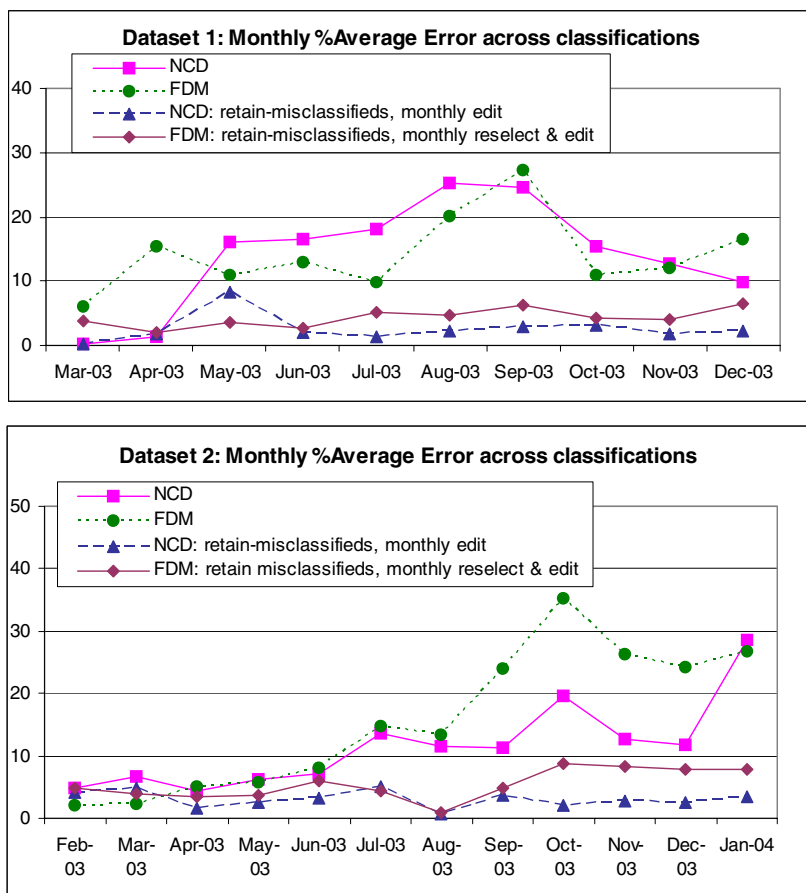 Dataset 1: Monthly %Average Error across classifications
NCD
FDM
NCD: retain-misclassifieds, monthly edit
FDM: retain-misclassifieds, monthly reselect & edit
40
30
20
10
0
Mar-03 Apr-03 May-03 Jun-03 Jul-03 Aug-03 Sep-03 Oct-03 Nov-03 Dec-03
Dataset 2: Monthly %Average Error across classifications
NCD
FDM
NCD: retain-misclassifieds, monthly edit
FDM: retain misclassifieds, monthly reselect & edit
50
40
30
20
10
0
Feb- Mar- Apr-03 May- Jun-03 Jul-03 Aug- Sep- Oct- Nov- Dec- Jan-04
03 03 03 03 03 03 03 03